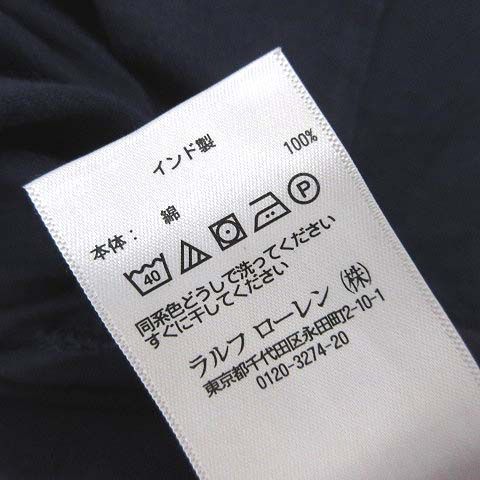 インド製
本体： 綿 100%
40 P
同系色どうしで洗ってください
すぐに干してください
ラルフ ローレン (株)
東京都千代田区永田町2-10-1
0120-3274-20